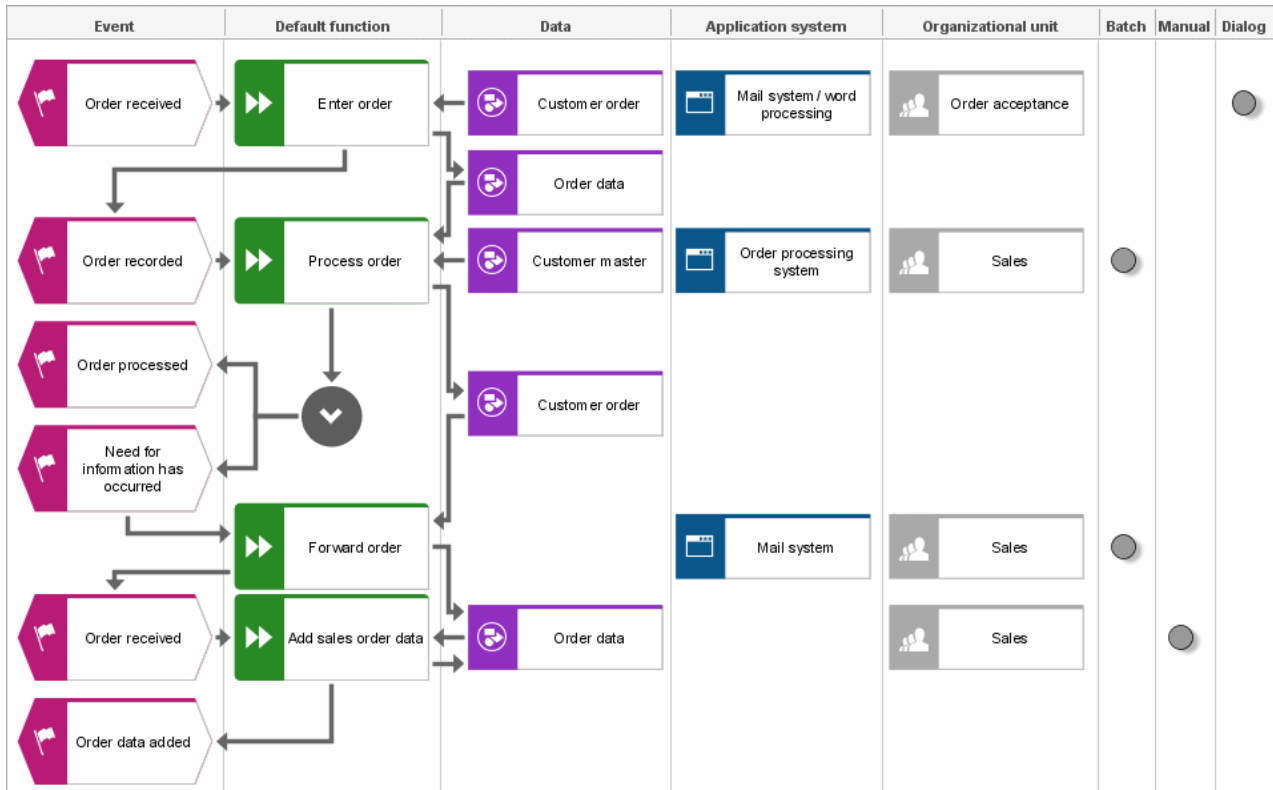 Event Default function Data Application system Organizational unit Batch Manual Dialog
Order received
Enter order
Customer order
Mail system / word
processing
Order acceptance
Order data
Order recorded
Process order
Customer master
Order processing
system
Sales
Order processed
Customer order
Need for
information has
occurred
Forward order
Mail system
Sales
Order received
Add sales order data
Order data
Sales
Order data added